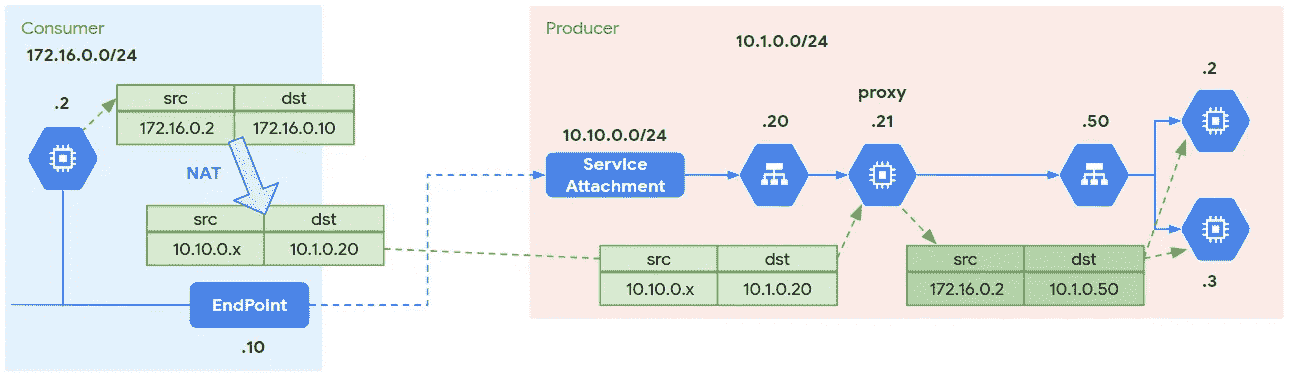 Consumer
172.16.0.0/24
.2
src dst
172.16.0.2 172.16.0.10
NAT
src dst
10.10.0.x 10.1.0.20
EndPoint
.10
Producer
10.1.0.0/24
10.10.0.0/24
Service
Attachment
.20
proxy
.21
.50
.2
.3
src dst
10.10.0.x 10.1.0.20
src dst
172.16.0.2 10.1.0.50